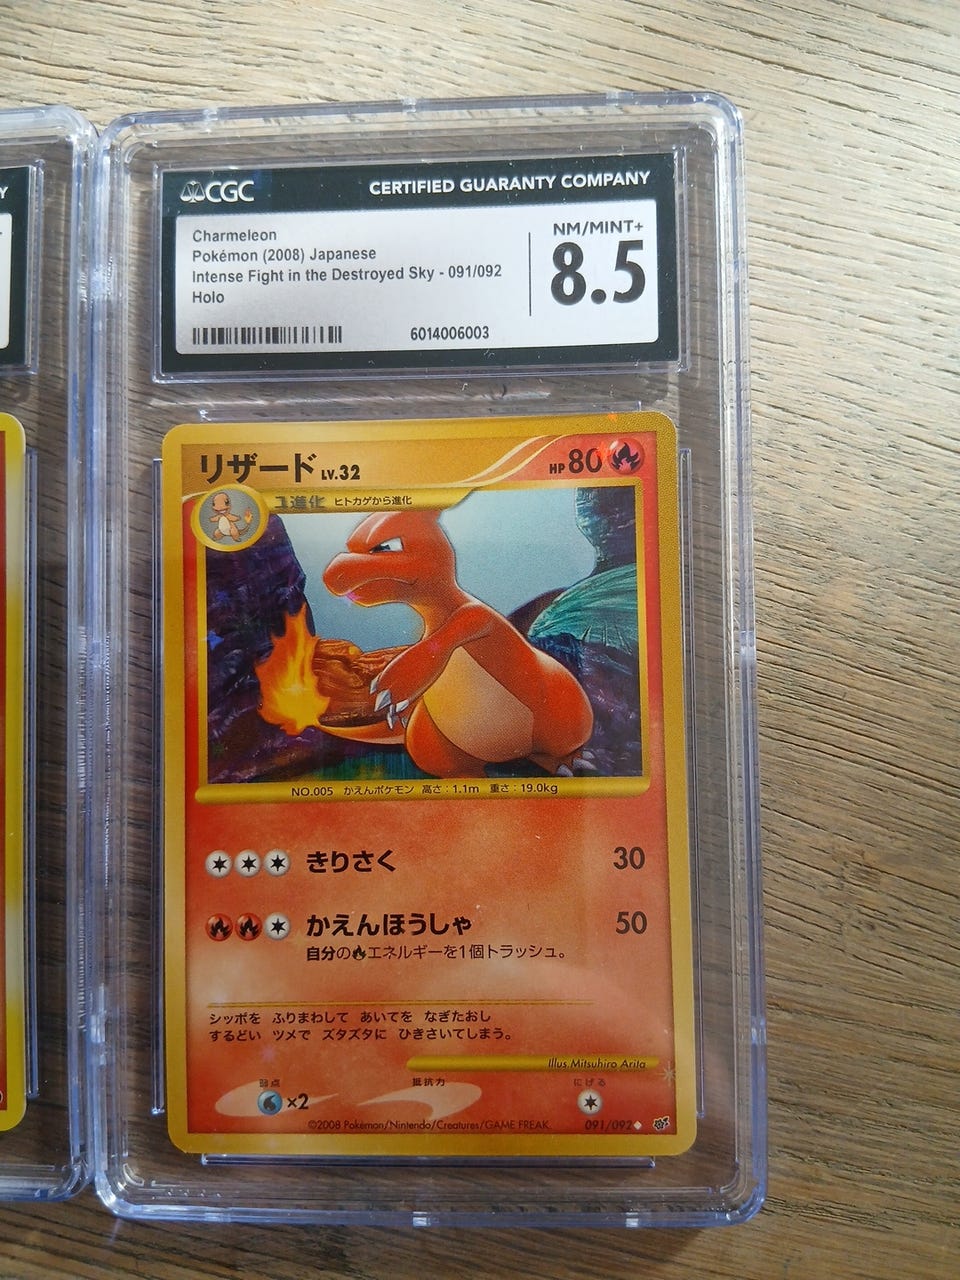 CGC
CERTIFIED GUARANTY COMPANY
Charmeleon
Pokémon (2008) Japanese
Intense Fight in the Destroyed Sky - 091/092
Holo
NM/MINT+
8.5
6014006003
リザード LV.32
HP 80
1進化 ヒトカゲから進化
NO.005 かえんポケモン 高さ:1.1m 重さ:19.0kg
きりさく 30
かえんほうしゃ 50
自分のエネルギーを1個トラッシュ。
シッポを ふりまわして あいてを なぎたおし
するどい ツメで ズタズタに ひきさいてしまう。
Illus. Mitsuhiro Arita
弱点 抵抗力 にげる
×2
©2008 Pokémon/Nintendo/Creatures/GAME FREAK.
091/092